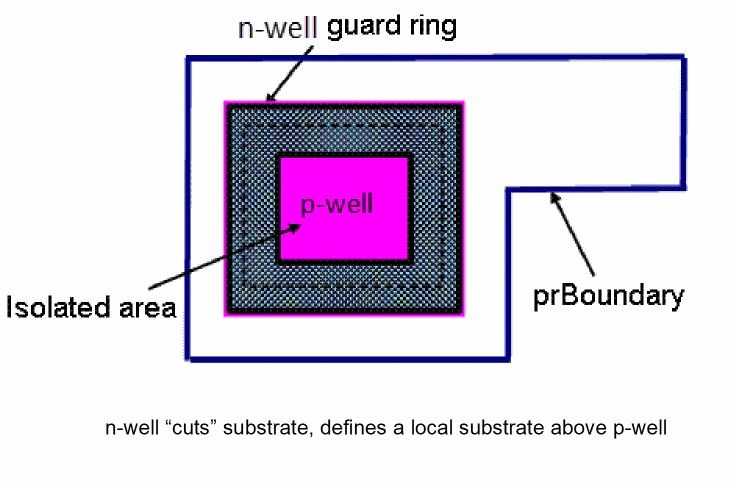 n-well guard ring
p-well
Isolated area
prBoundary
n-well “cuts” substrate, defines a local substrate above p-well